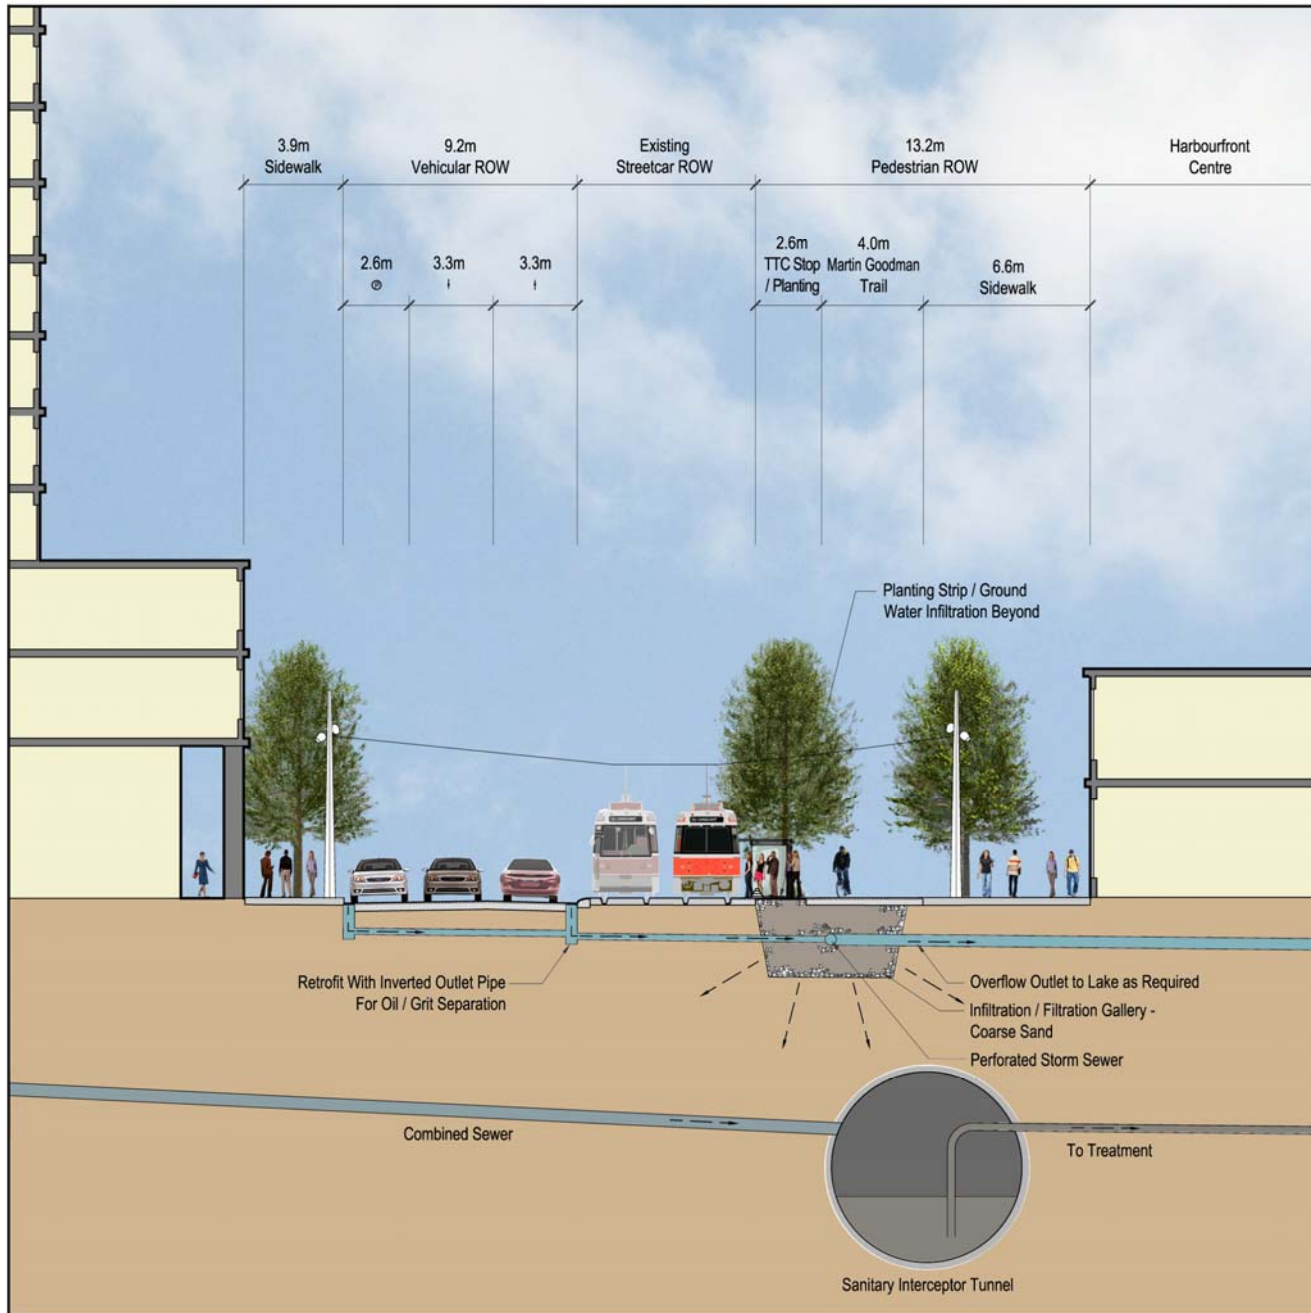 3.9m
Sidewalk
9.2m
Vehicular ROW
Existing
Streetcar ROW
13.2m
Pedestrian ROW
Harbourfront
Centre
2.6m
P
3.3m
3.3m
2.6m
TTC Stop
/ Planting
4.0m
Martin Goodman
Trail
6.6m
Sidewalk
Planting Strip / Ground
Water Infiltration Beyond
Retrofit With Inverted Outlet Pipe
For Oil / Grit Separation
Overflow Outlet to Lake as Required
Infiltration / Filtration Gallery -
Coarse Sand
Perforated Storm Sewer
Combined Sewer
To Treatment
Sanitary Interceptor Tunnel